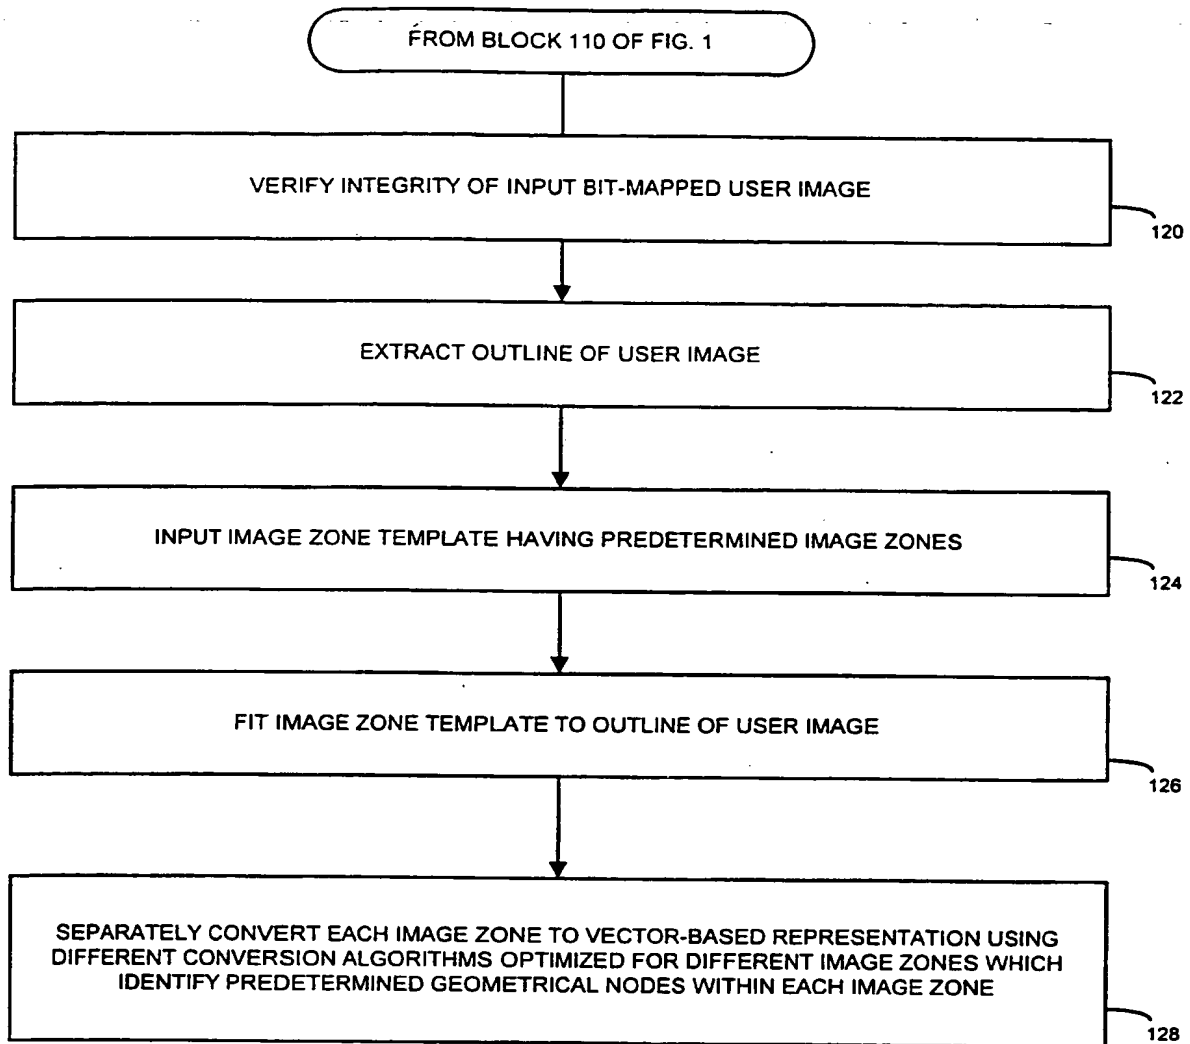 FROM BLOCK 110 OF FIG. 1
VERIFY INTEGRITY OF INPUT BIT-MAPPED USER IMAGE
120
EXTRACT OUTLINE OF USER IMAGE
122
INPUT IMAGE ZONE TEMPLATE HAVING PREDETERMINED IMAGE ZONES
124
FIT IMAGE ZONE TEMPLATE TO OUTLINE OF USER IMAGE
126
SEPARATELY CONVERT EACH IMAGE ZONE TO VECTOR-BASED REPRESENTATION USING
DIFFERENT CONVERSION ALGORITHMS OPTIMIZED FOR DIFFERENT IMAGE ZONES WHICH
IDENTIFY PREDETERMINED GEOMETRICAL NODES WITHIN EACH IMAGE ZONE
128